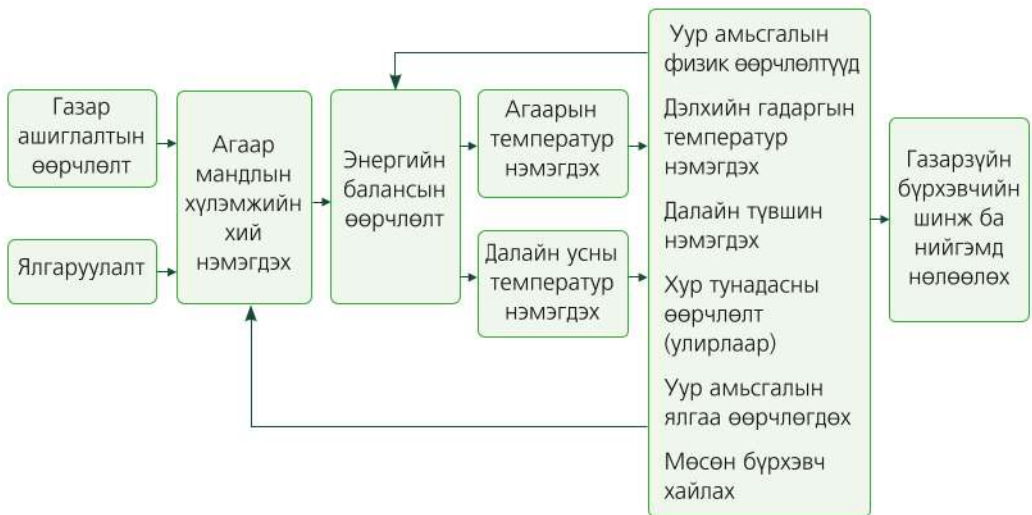 Газар
ашиглалтын
өөрчлөлт
Ялгаруулалт
Агаар
мандлын
хүлэмжийн
хий
нэмэгдэх
Энергийн
балансын
өөрчлөлт
Агаарын
температур
нэмэгдэх
Далайн усны
температур
нэмэгдэх
Уур амьсгалын
физик өөрчлөлтүүд
Дэлхийн гадаргын
температур
нэмэгдэх
Далайн түвшин
нэмэгдэх
Хур тунадасны
өөрчлөлт
(улирлаар)
Уур амьсгалын
ялгаа өөрчлөгдөх
Мөсөн бүрхэвч
хайлах
Газарзүйн
бүрхэвчийн
шинж ба
нийгэмд
нөлөөлөх